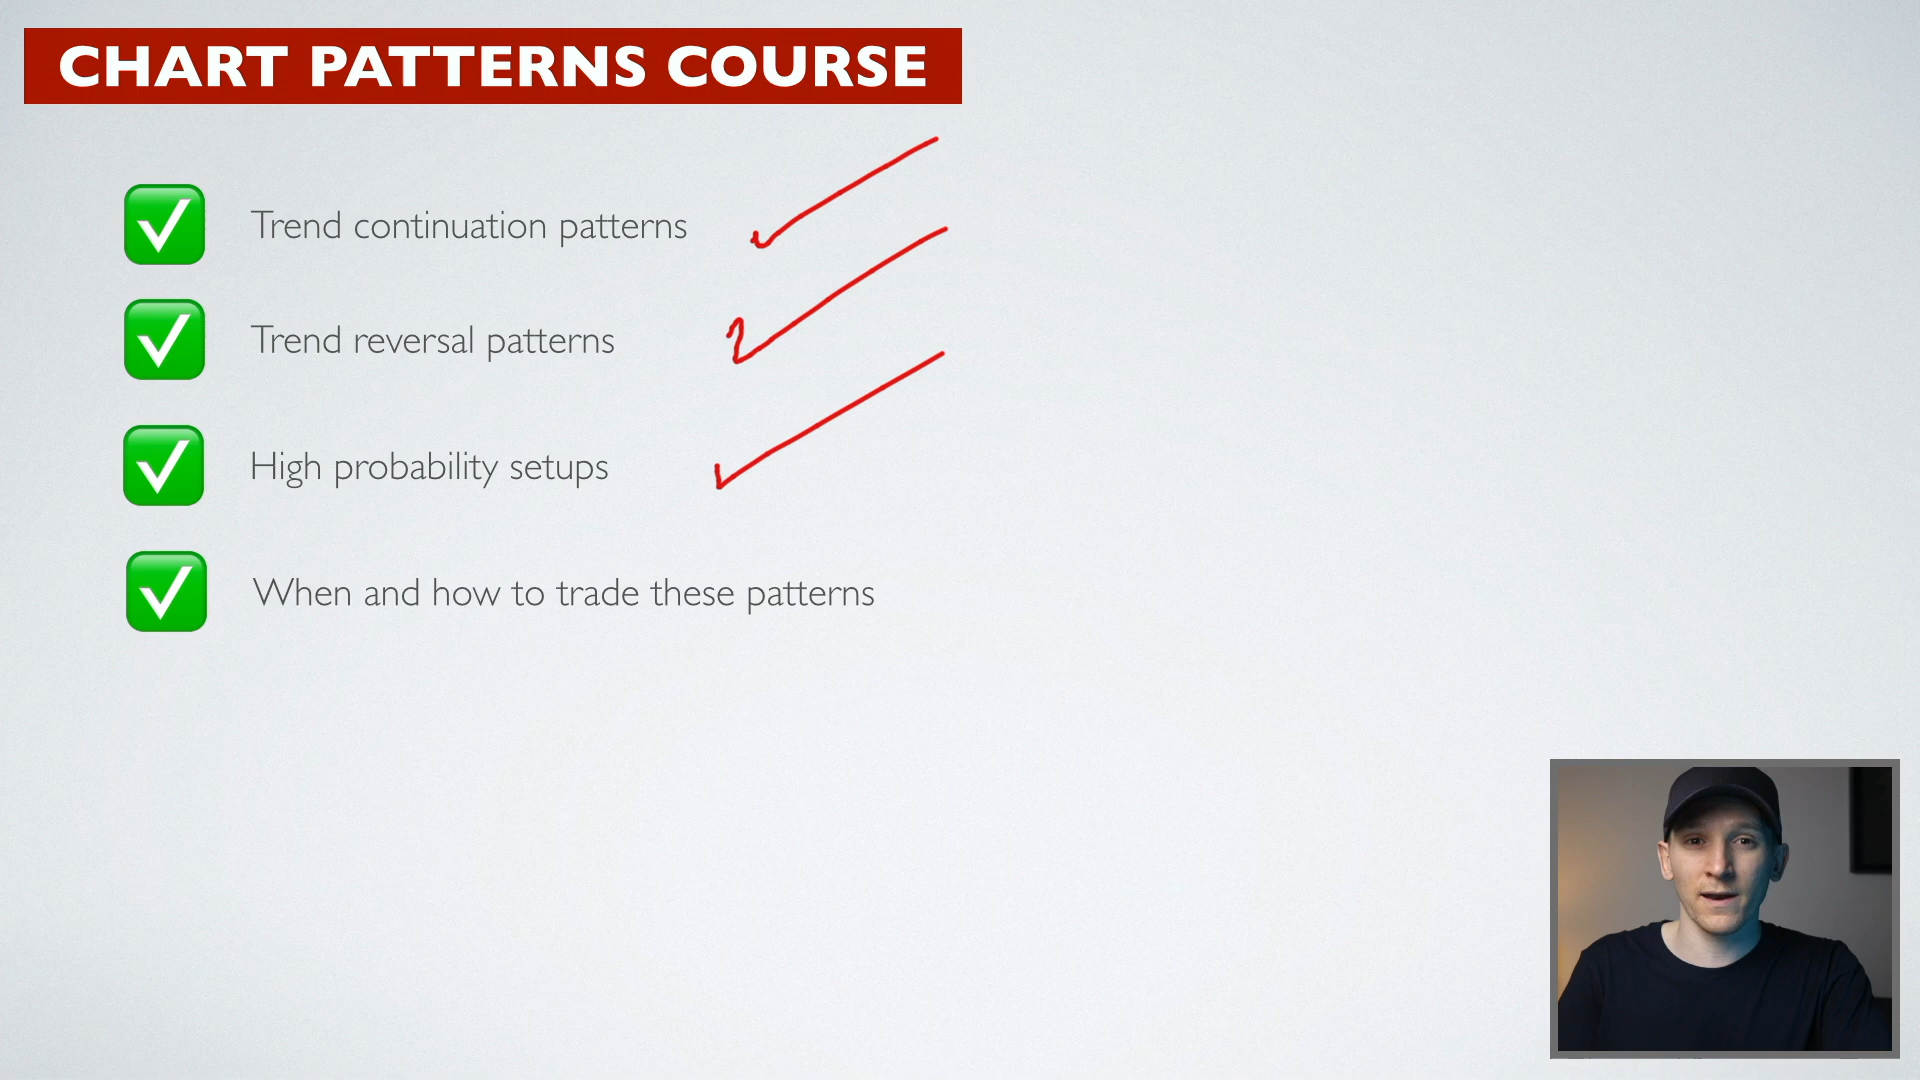 CHART PATTERNS COURSE
Trend continuation patterns
Trend reversal patterns
High probability setups
When and how to trade these patterns